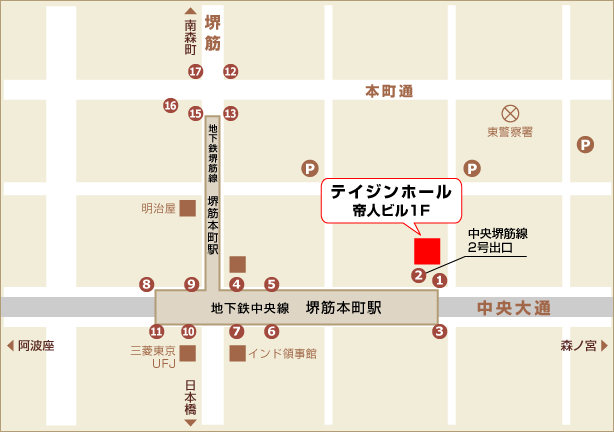 南森町
堺筋
17
12
本町通
16
15
13
東警察署
P
P
P
地下鉄堺筋線
堺筋本町駅
テイジンホール
帝人ビル1F
明治屋
中央堺筋線
2号出口
8
9
4
5
2
1
地下鉄中央線 堺筋本町駅
中央大通
11
10
7
6
3
阿波座
三菱東京
UFJ
インド領事館
森ノ宮
日本橋